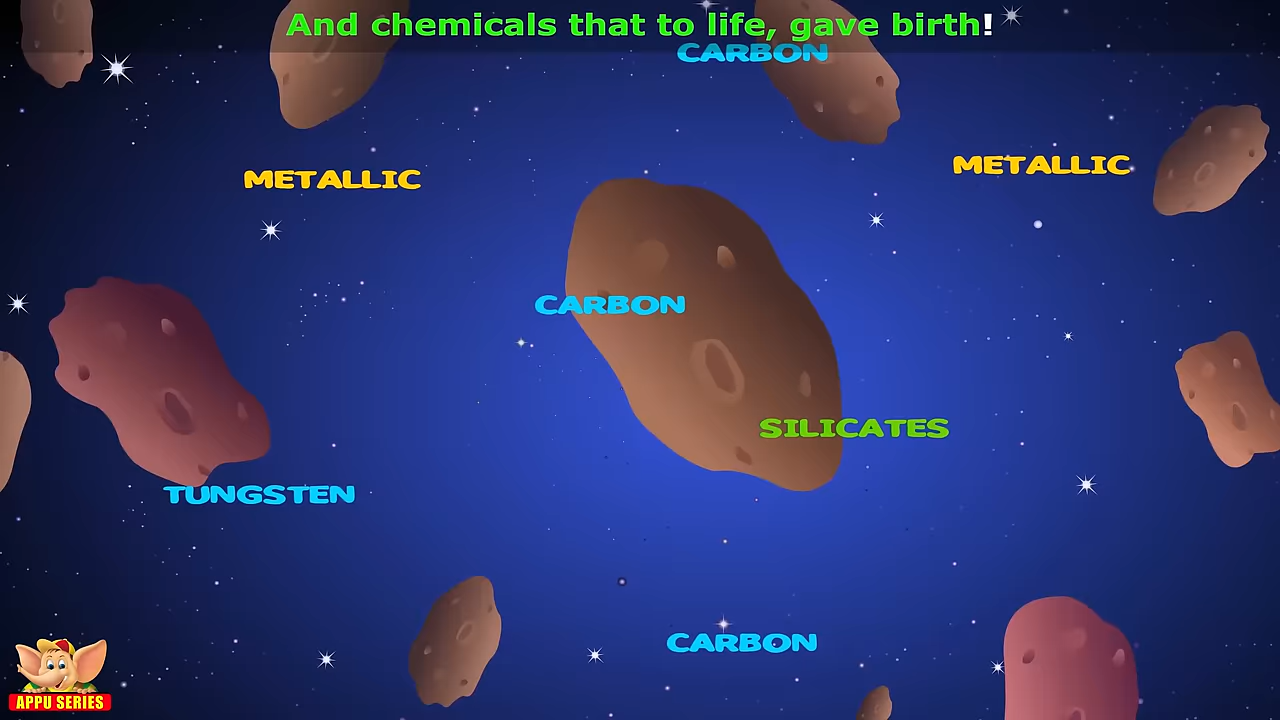 And chemicals that to life, gave birth!
CARBON
METALLIC
METALLIC
CARBON
SILICATES
TUNGSTEN
CARBON
APPU SERIES